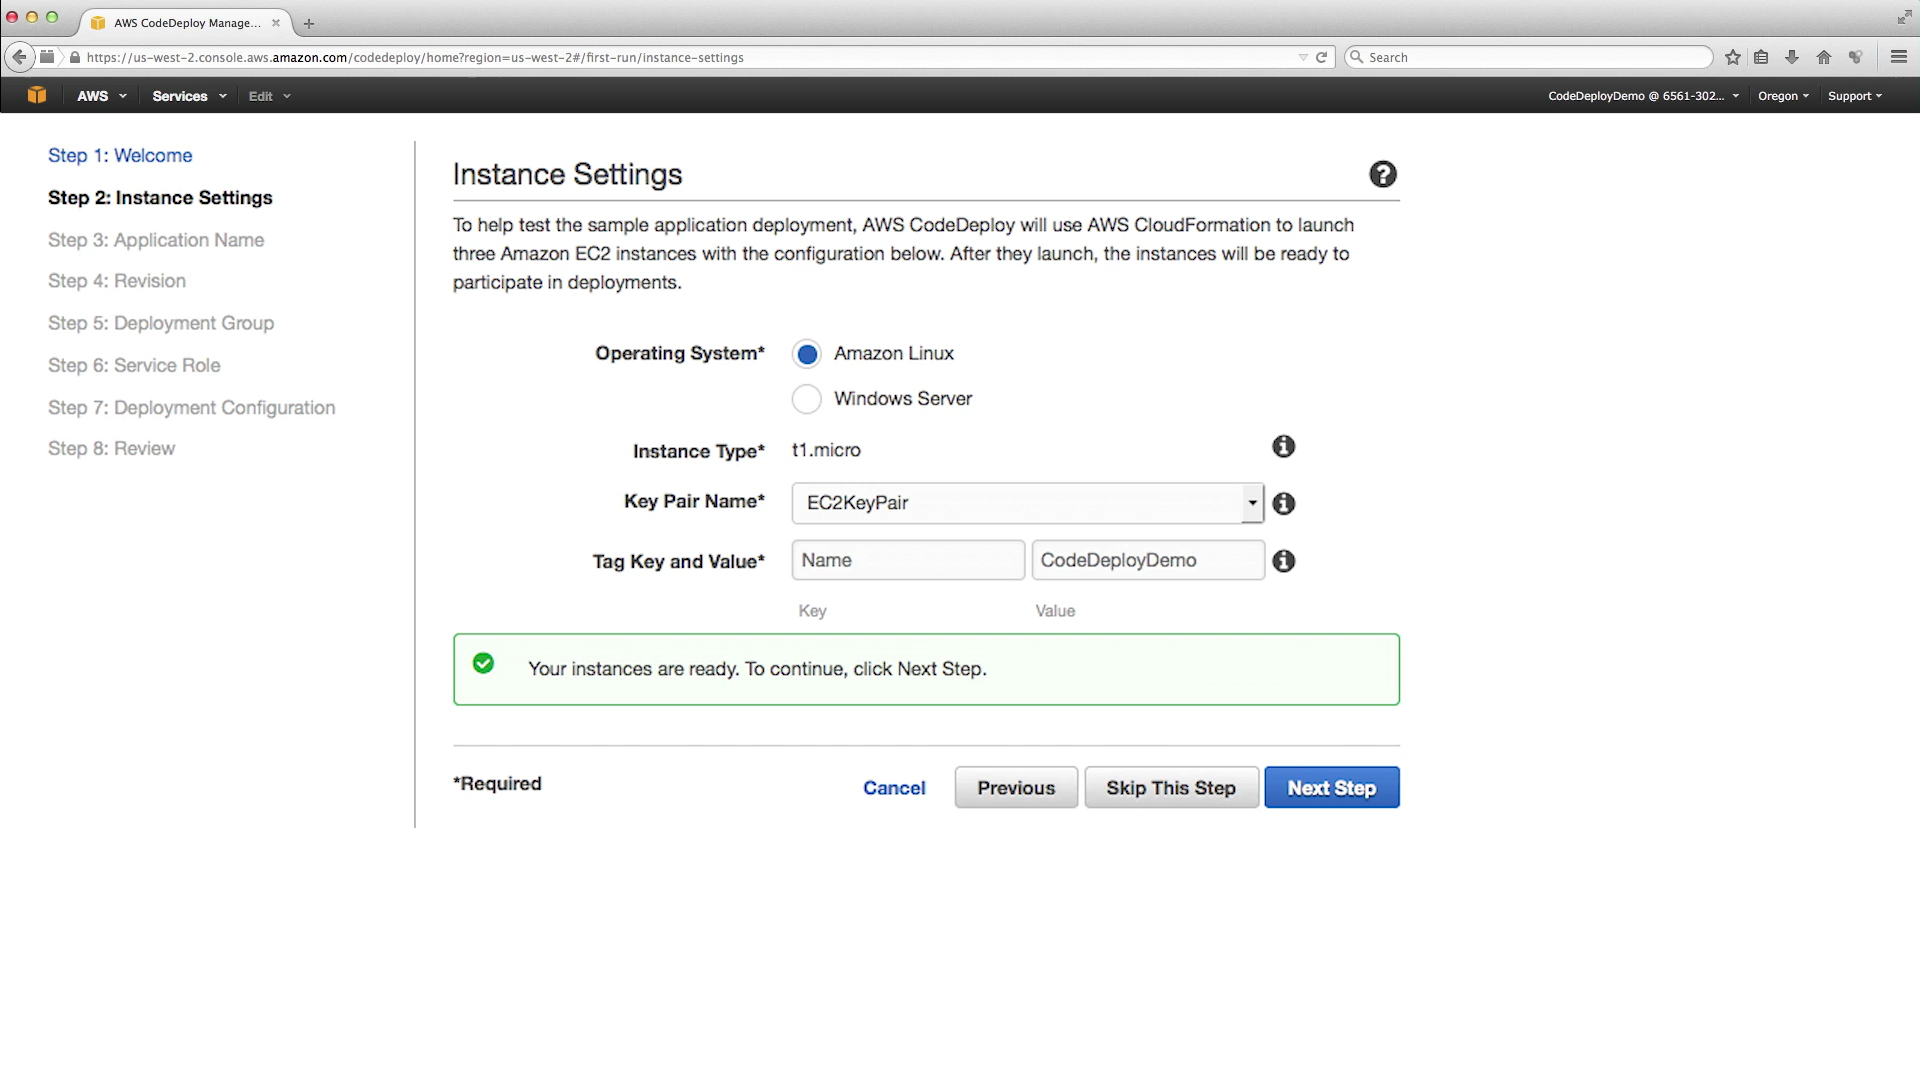 AWS CodeDeploy Manage...
https://us-west-2.console.aws.amazon.com/codedeploy/home?region=us-west-2#/first-run/instance-settings
Search
AWS
Services
Edit
CodeDeployDemo @ 6561-302...
Oregon
Support
Step 1: Welcome
Step 2: Instance Settings
Step 3: Application Name
Step 4: Revision
Step 5: Deployment Group
Step 6: Service Role
Step 7: Deployment Configuration
Step 8: Review
Instance Settings
To help test the sample application deployment, AWS CodeDeploy will use AWS CloudFormation to launch
three Amazon EC2 instances with the configuration below. After they launch, the instances will be ready to
participate in deployments.
Operating System*
Amazon Linux
Windows Server
Instance Type*
t1.micro
Key Pair Name*
EC2KeyPair
Tag Key and Value*
Name
CodeDeployDemo
Key
Value
Your instances are ready. To continue, click Next Step.
*Required
Cancel
Previous
Skip This Step
Next Step